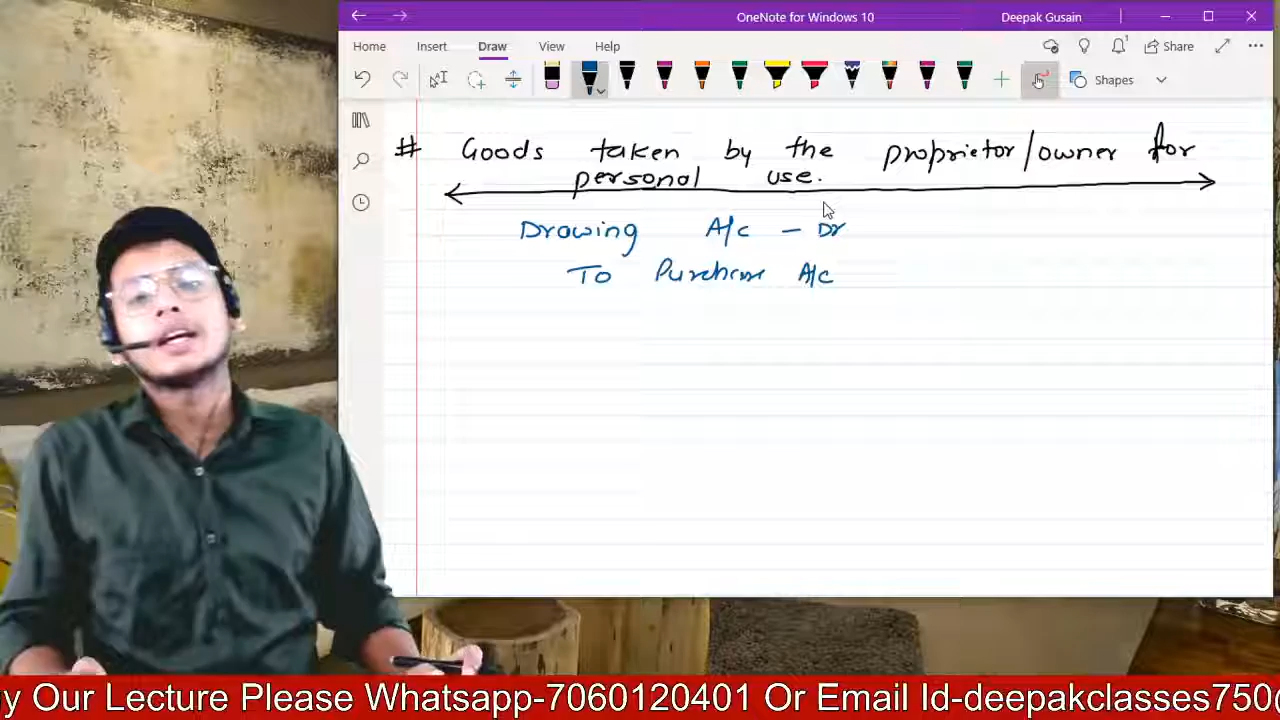 OneNote for Windows 10
Deepak Gusain
Home Insert Draw View Help
Share
Shapes
# Goods taken by the proprietor/owner for
personal use.
Drawing A/c - Dr
To Purchase A/c
y Our Lecture Please Whatsapp-7060120401 Or Email Id-deepakclasses750